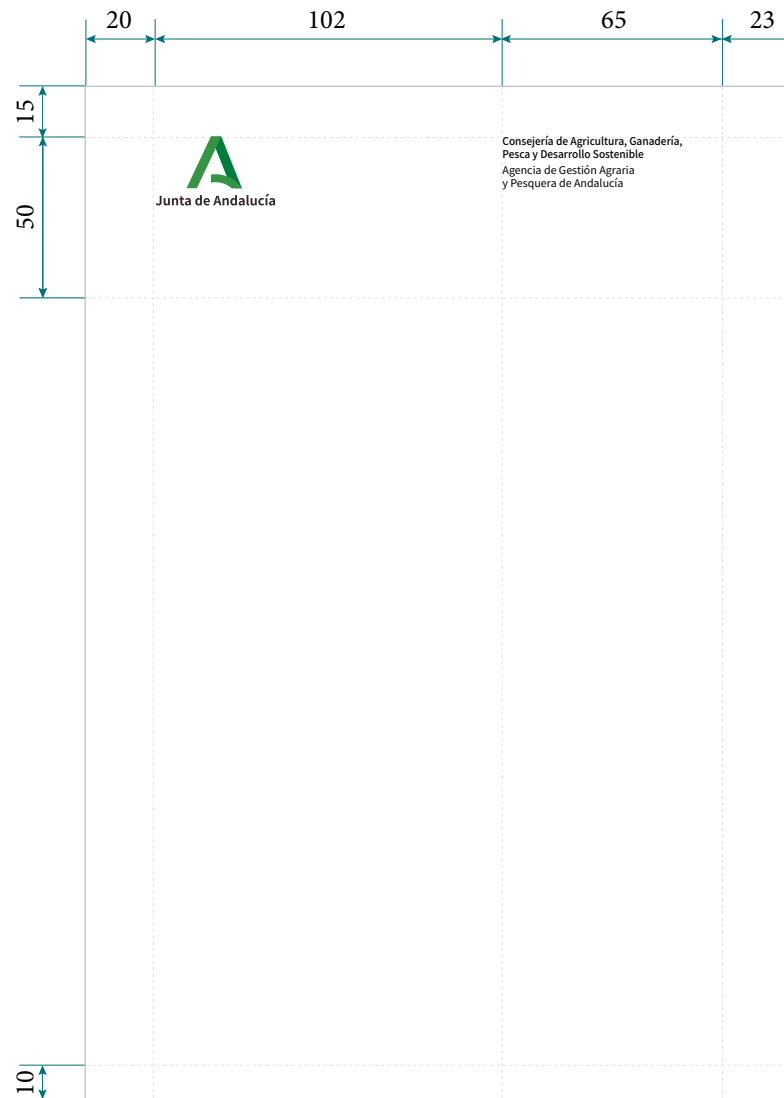 20 102 65 23
15
Consejería de Agricultura, Ganadería,
Pesca y Desarrollo Sostenible
Agencia de Gestión Agraria
y Pesquera de Andalucía
Junta de Andalucía
50
10